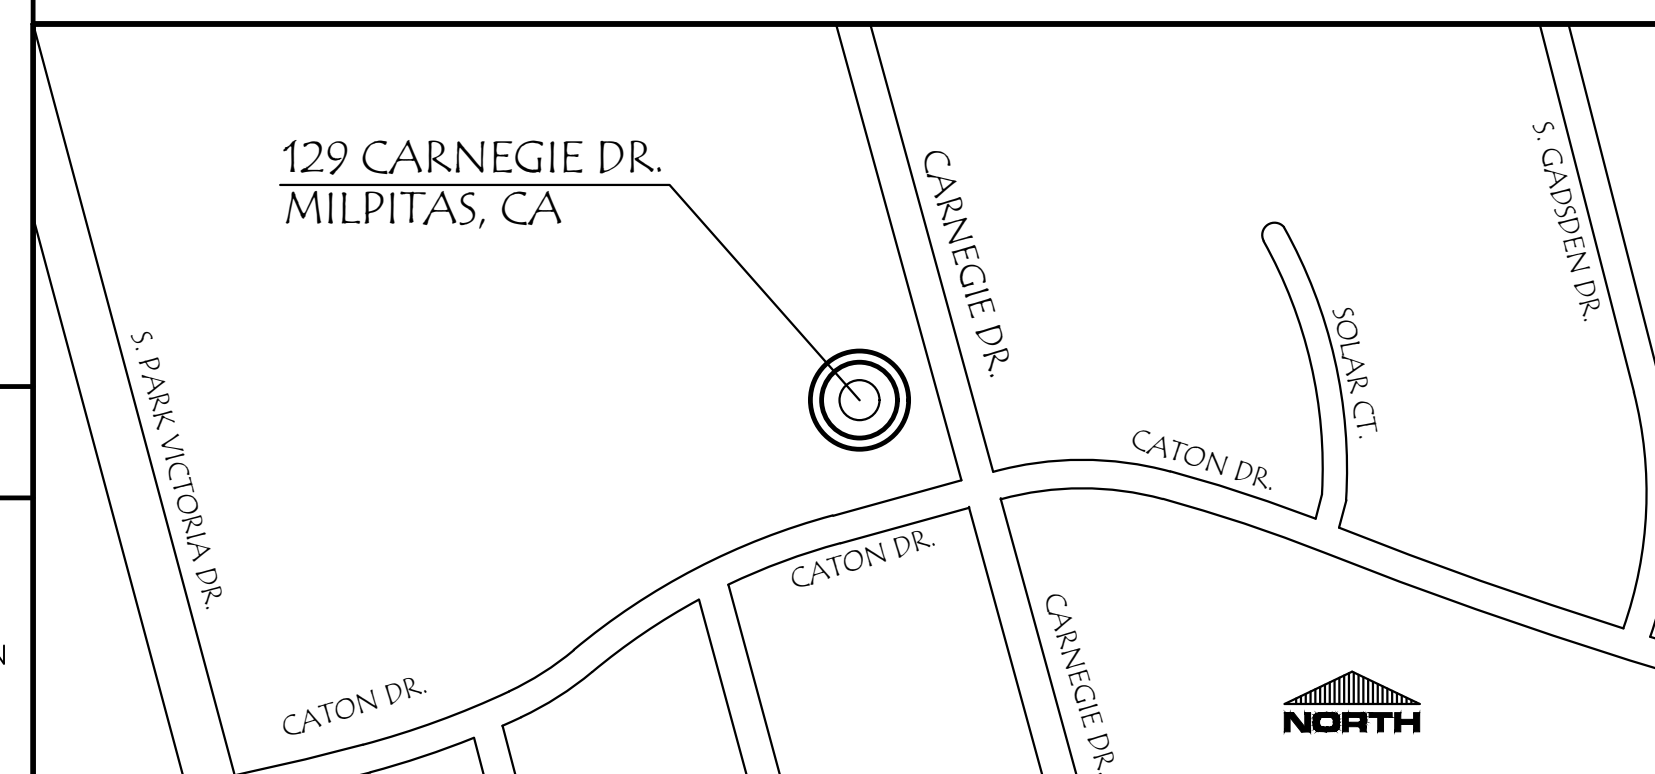 129 CARNEGIE DR.
MILPITAS, CA
CARNEGIE DR.
S. GADSDEN DR.
SOLAR CT.
S. PARK VICTORIA DR.
CATON DR.
CATON DR.
CARNEGIE DR.
CATON DR.
NORTH
N